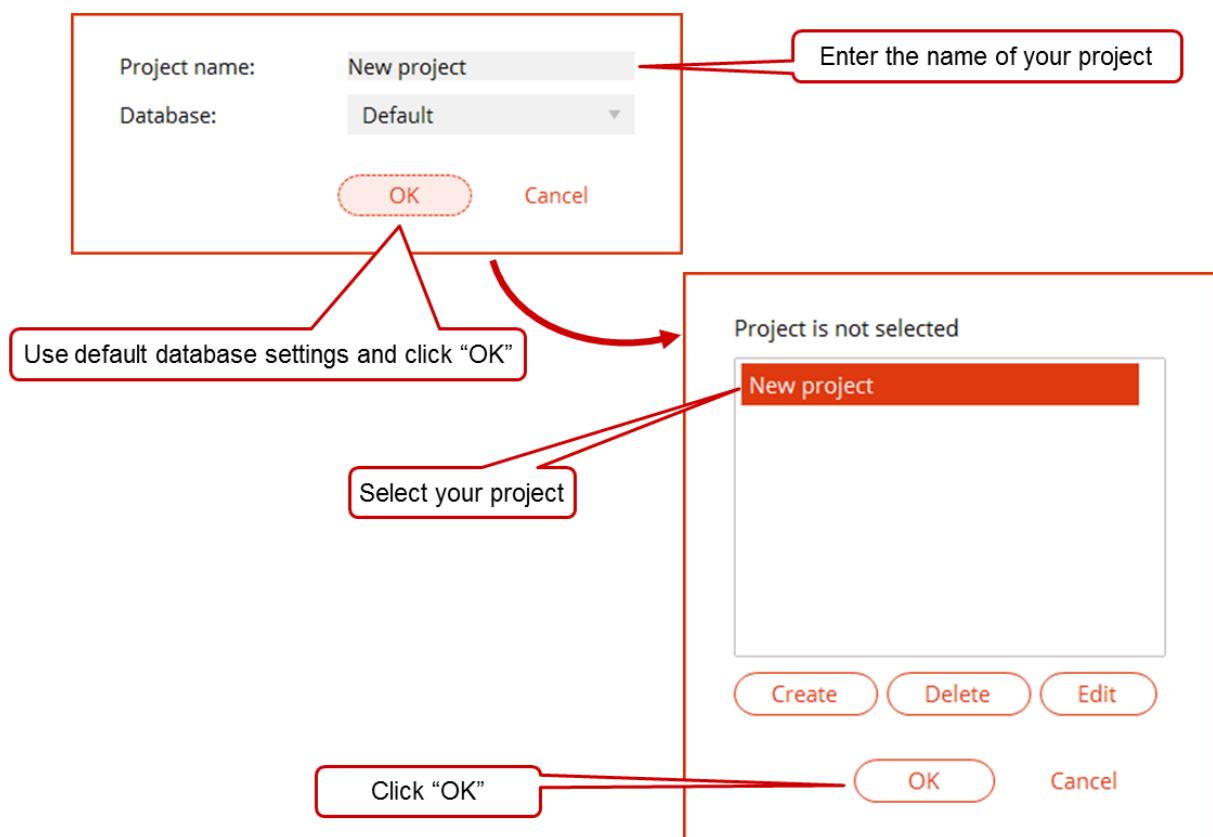 Project name:
New project
Enter the name of your project
Database:
Default
OK
Cancel
Use default database settings and click “OK”
Project is not selected
New project
Select your project
Create
Delete
Edit
Click “OK”
OK
Cancel